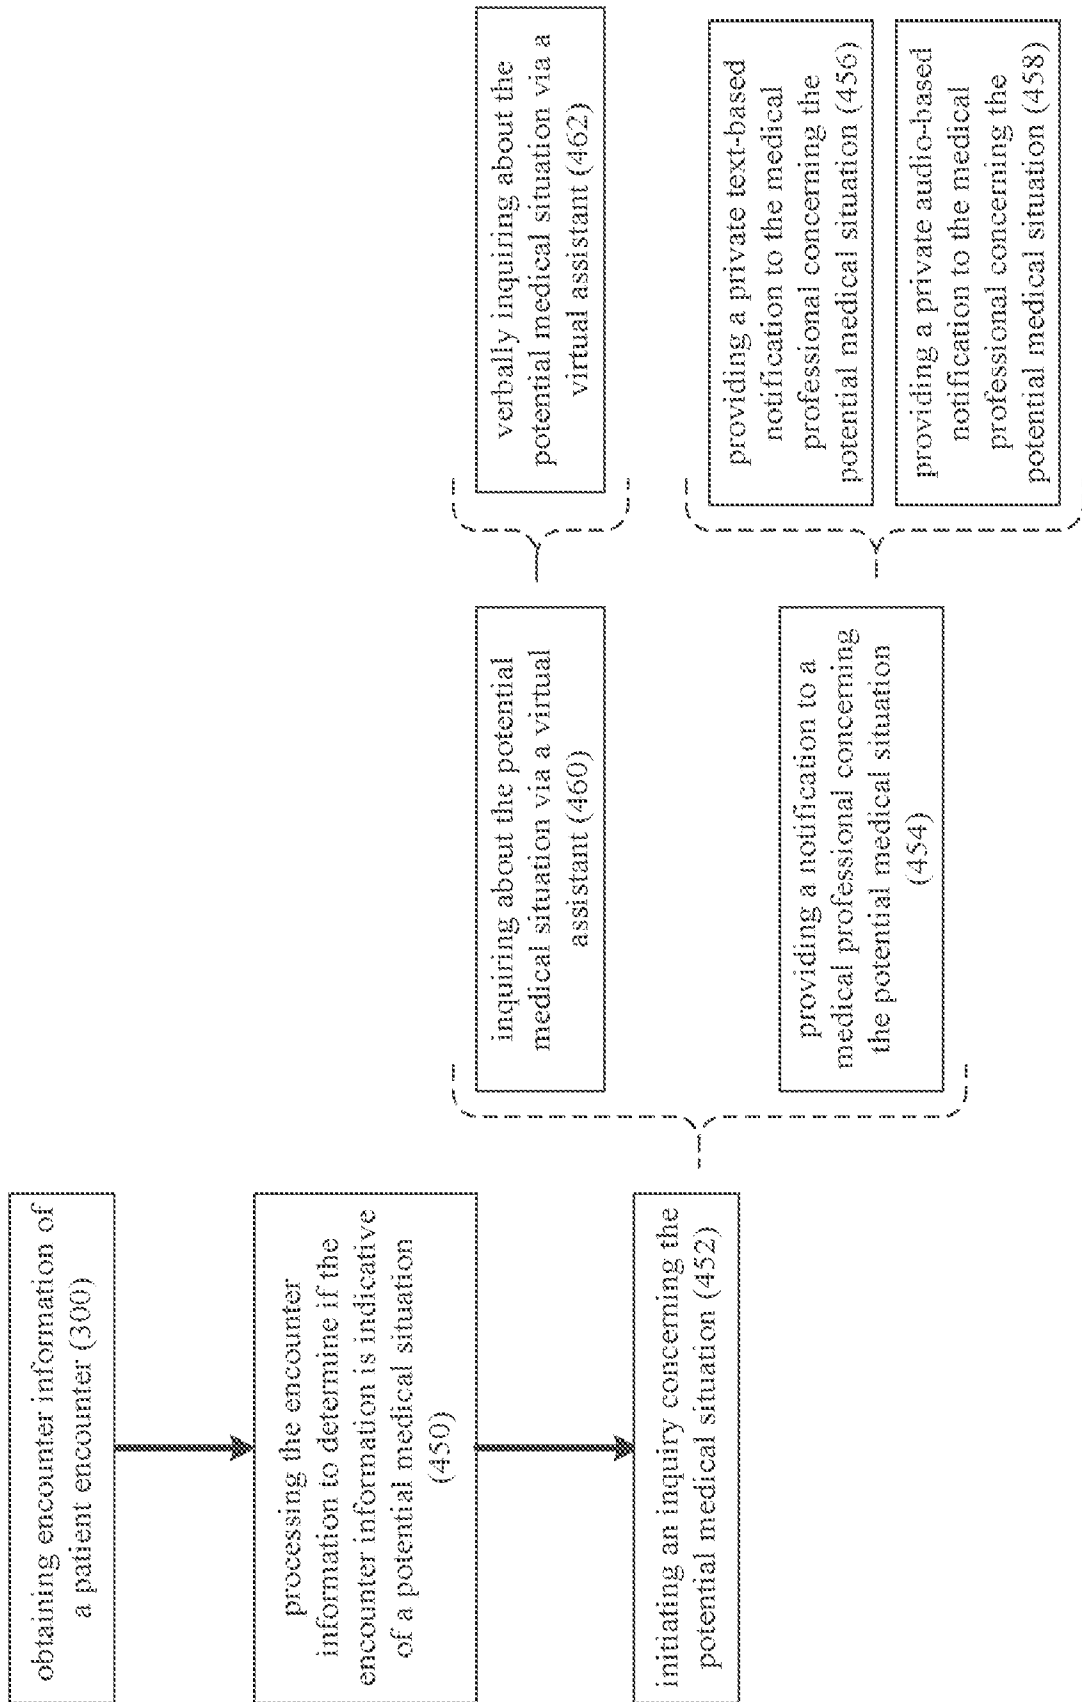 obtaining encounter information of
a patient encounter (300)
processing the encounter
information to determine if the
encounter information is indicative
of a potential medical situation
(450)
initiating an inquiry concerning the
potential medical situation (452)
inquiring about the potential
medical situation via a virtual
assistant (460)
providing a notification to a
medical professional concerning
the potential medical situation
(454)
verbally inquiring about the
potential medical situation via a
virtual assistant (462)
providing a private text-based
notification to the medical
professional concerning the
potential medical situation (456)
providing a private audio-based
notification to the medical
professional concerning the
potential medical situation (458)